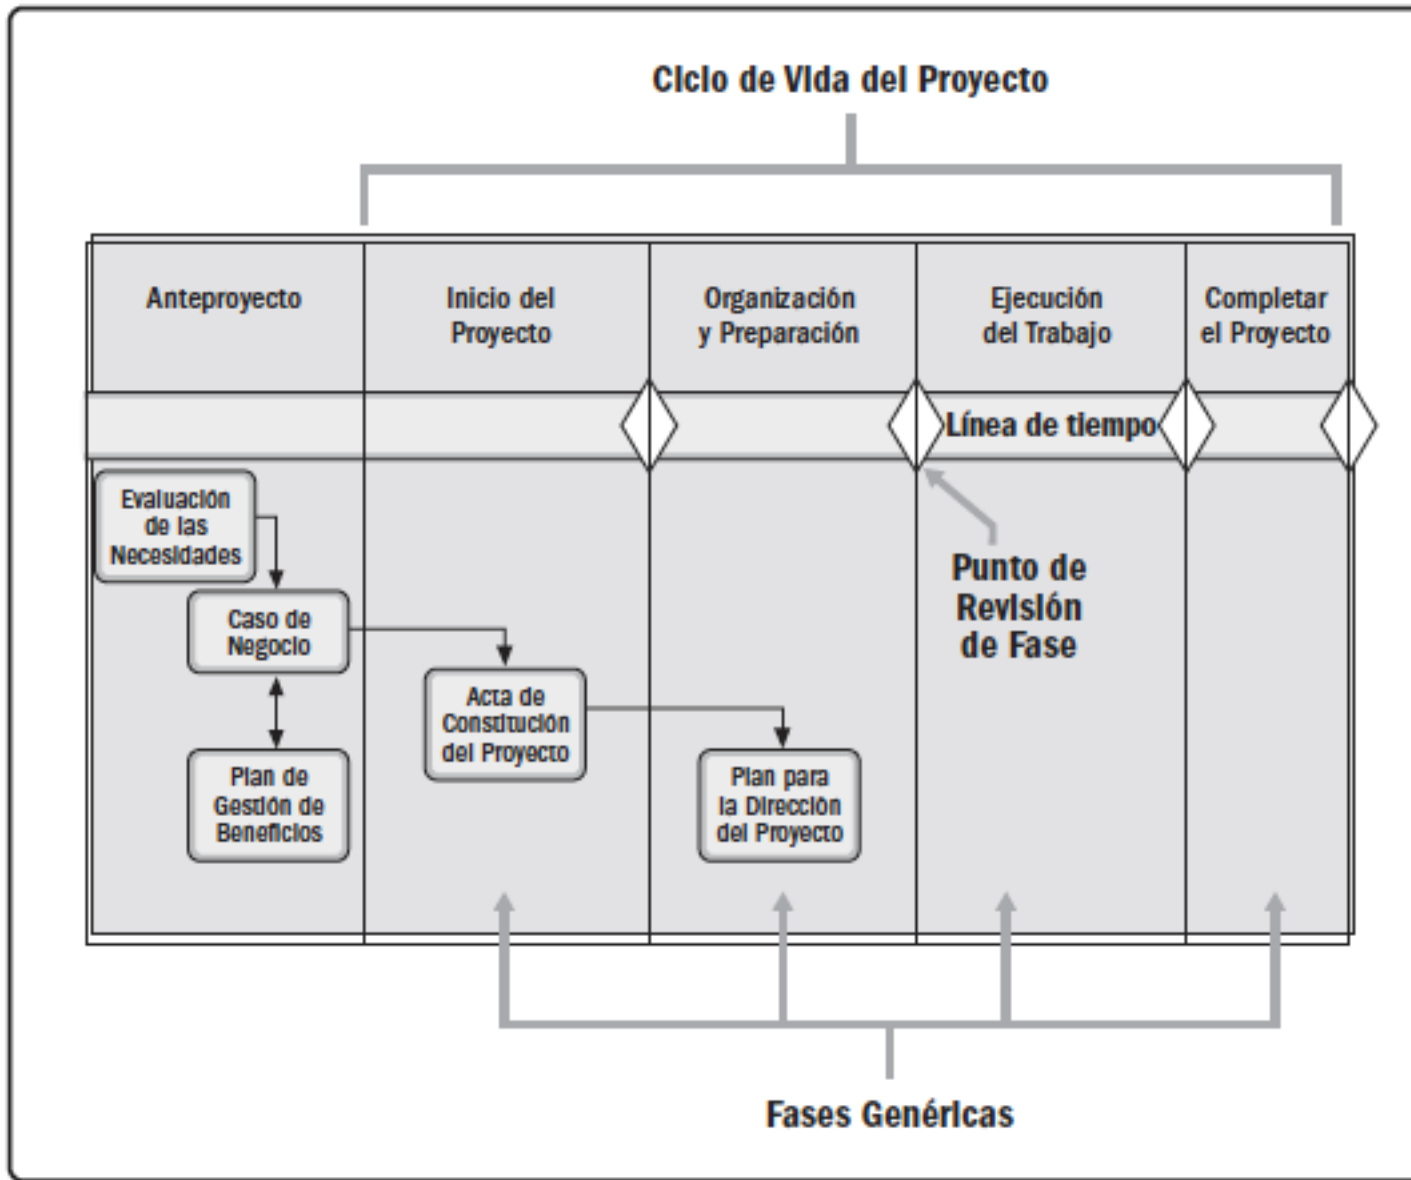 Ciclo de Vida del Proyecto
Anteproyecto
Inicio del
Proyecto
Organización
y Preparación
Ejecución
del Trabajo
Completar
el Proyecto
Línea de tiempo
Evaluación
de las
Necesidades
Caso de
Negocio
Plan de
Gestión de
Beneficios
Acta de
Constitución
del Proyecto
Plan para
la Dirección
del Proyecto
Punto de
Revisión
de Fase
Fases Genéricas